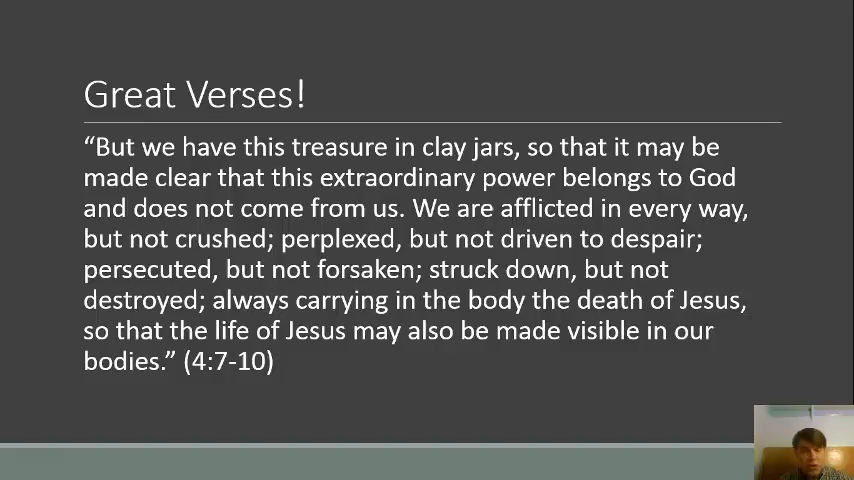 Great Verses!
“But we have this treasure in clay jars, so that it may be
made clear that this extraordinary power belongs to God
and does not come from us. We are afflicted in every way,
but not crushed; perplexed, but not driven to despair;
persecuted, but not forsaken; struck down, but not
destroyed; always carrying in the body the death of Jesus,
so that the life of Jesus may also be made visible in our
bodies.” (4:7-10)